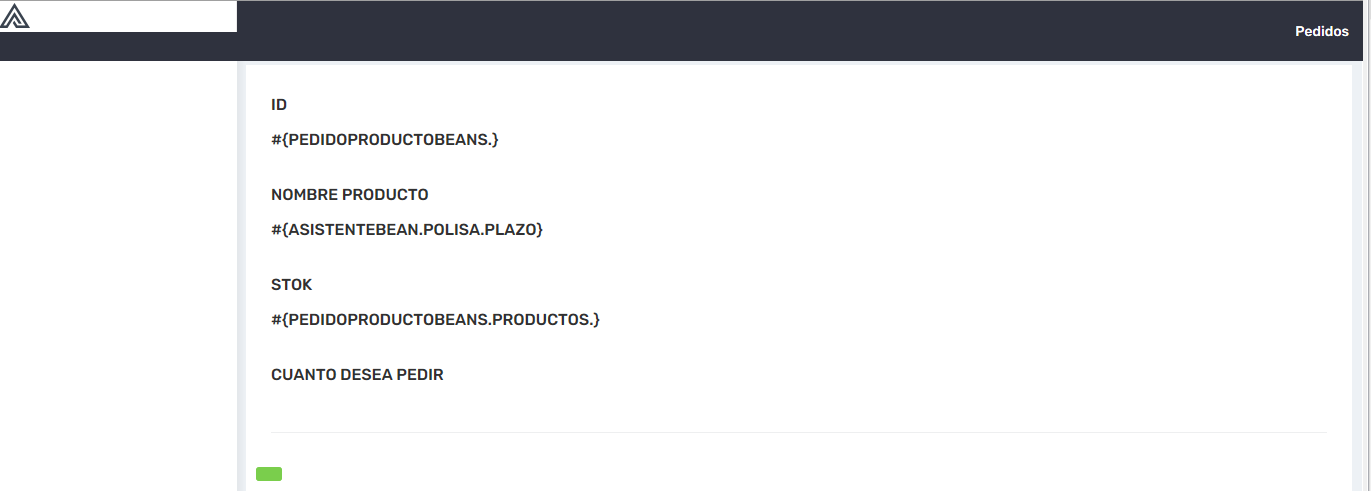 Pedidos
ID
#{PEDIDOPRODUCTOBEANS.}
NOMBRE PRODUCTO
#{ASISTENTEBEAN.POLISA.PLAZO}
STOK
#{PEDIDOPRODUCTOBEANS.PRODUCTOS.}
CUANTO DESEA PEDIR